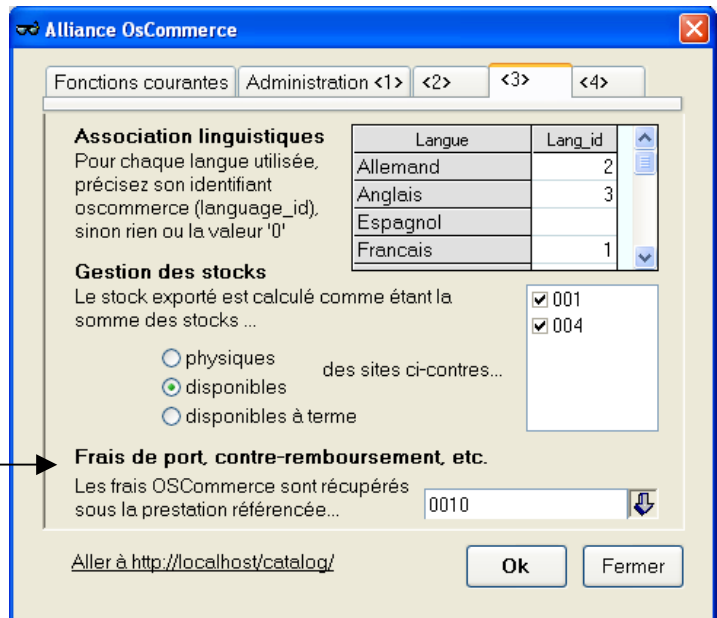 Alliance OsCommerce
Fonctions courantes Administration <1> <2> <3> <4>
Association linguistiques
Pour chaque langue utilisée,
précisez son identifiant
oscommerce (language_id),
sinon rien ou la valeur '0'
Langue Lang_id
Allemand 2
Anglais 3
Espagnol
Francais 1
Gestion des stocks
Le stock exporté est calculé comme étant la
somme des stocks ...
physiques
disponibles
disponibles à terme
des sites ci-contres...
001
004
Frais de port, contre-remboursement, etc.
Les frais OSCommerce sont récupérés
sous la prestation référencée...
0010
Aller à http://localhost/catalog/
Ok
Fermer